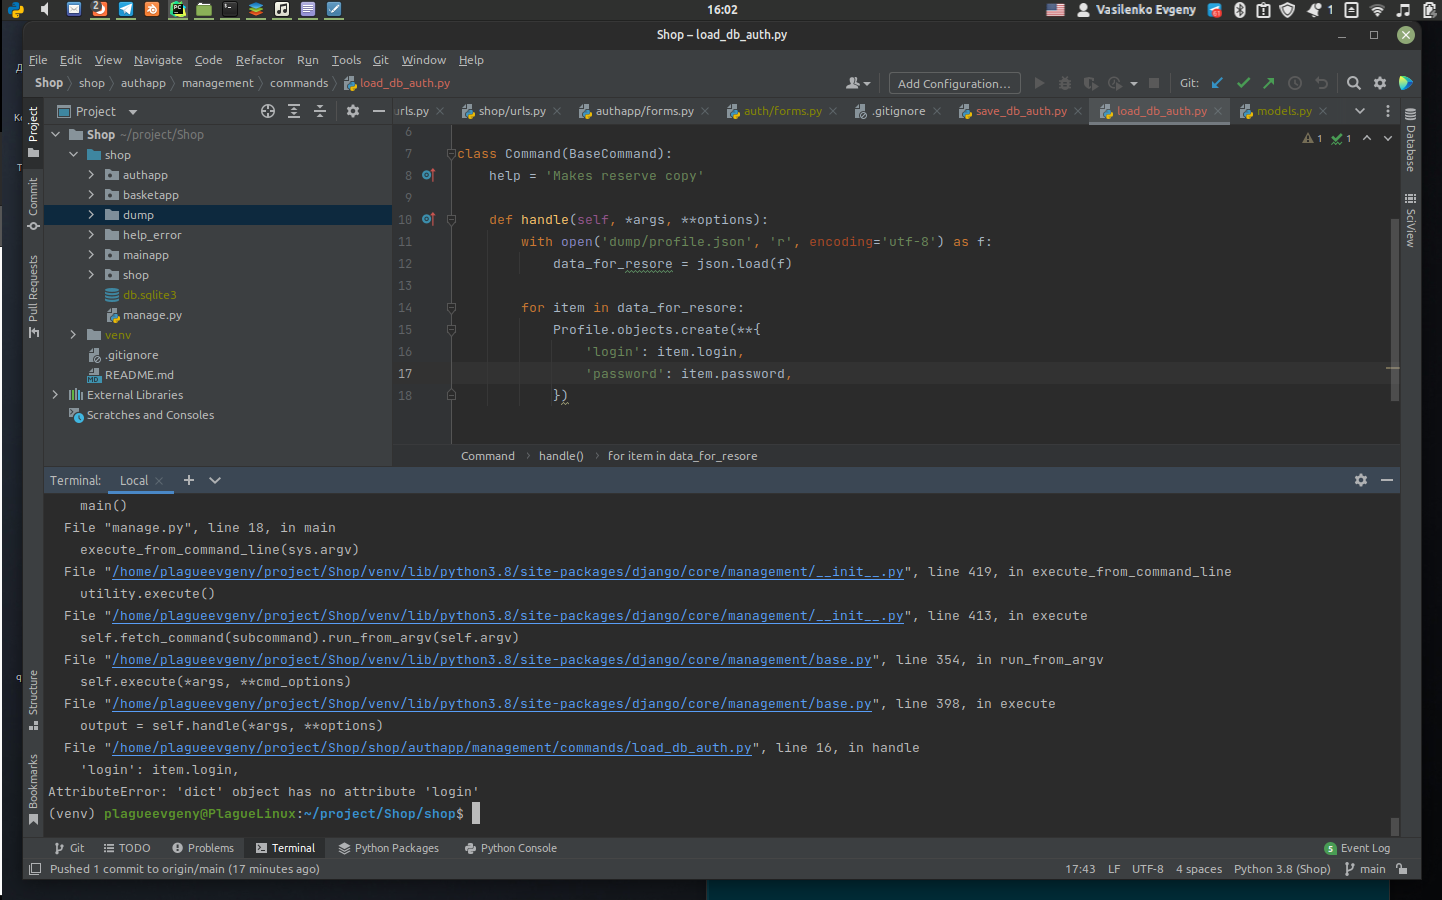 16:02
Vasilenko Evgeny
1
Shop – load_db_auth.py
File Edit View Navigate Code Refactor Run Tools Git Window Help
Shop shop authapp management commands load_db_auth.py
Add Configuration...
Git:
Project
urls.py shop/urls.py authapp/forms.py auth/forms.py .gitignore save_db_auth.py load_db_auth.py models.py
Project
Commit
Pull Requests
Structure
Bookmarks
Database
SciView
Shop ~/project/Shop
shop
authapp
basketapp
dump
help_error
mainapp
shop
db.sqlite3
manage.py
venv
.gitignore
README.md
External Libraries
Scratches and Consoles
1 1
6
7 class Command(BaseCommand):
8 help = 'Makes reserve copy'
9
10 def handle(self, *args, **options):
11 with open('dump/profile.json', 'r', encoding='utf-8') as f:
12 data_for_resore = json.load(f)
13
14 for item in data_for_resore:
15 Profile.objects.create(**{
16 'login': item.login,
17 'password': item.password,
18 })
Command handle() for item in data_for_resore
Terminal: Local
main()
File "manage.py", line 18, in main
execute_from_command_line(sys.argv)
File "/home/plagueevgeny/project/Shop/venv/lib/python3.8/site-packages/django/core/management/__init__.py", line 419, in execute_from_command_line
utility.execute()
File "/home/plagueevgeny/project/Shop/venv/lib/python3.8/site-packages/django/core/management/__init__.py", line 413, in execute
self.fetch_command(subcommand).run_from_argv(self.argv)
File "/home/plagueevgeny/project/Shop/venv/lib/python3.8/site-packages/django/core/management/base.py", line 354, in run_from_argv
self.execute(*args, **cmd_options)
File "/home/plagueevgeny/project/Shop/venv/lib/python3.8/site-packages/django/core/management/base.py", line 398, in execute
output = self.handle(*args, **options)
File "/home/plagueevgeny/project/Shop/shop/authapp/management/commands/load_db_auth.py", line 16, in handle
'login': item.login,
AttributeError: 'dict' object has no attribute 'login'
(venv) plagueevgeny@PlagueLinux:~/project/Shop/shop$
Git TODO Problems Terminal Python Packages Python Console
5 Event Log
Pushed 1 commit to origin/main (17 minutes ago)
17:43 LF UTF-8 4 spaces Python 3.8 (Shop) main